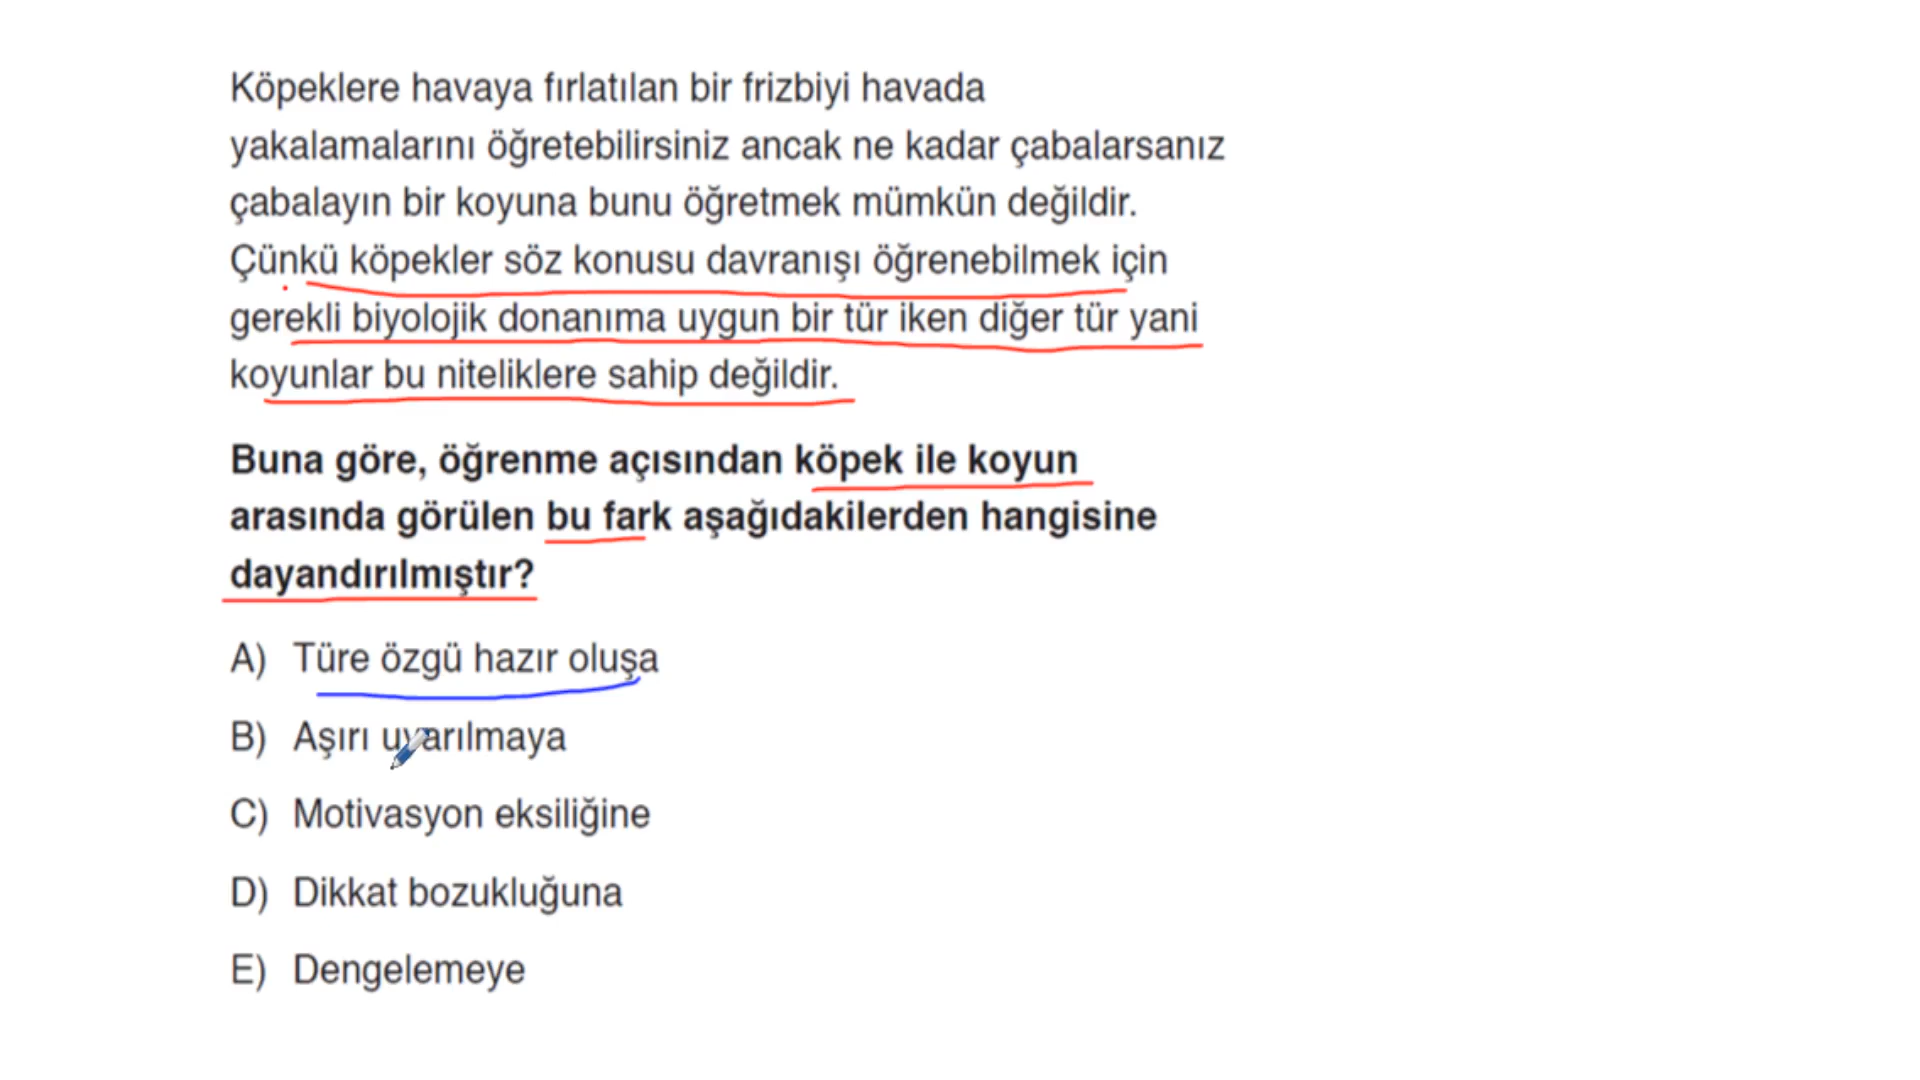 Köpeklere havaya fırlatılan bir frizbiyi havada
yakalamalarını öğretebilirsiniz ancak ne kadar çabalarsanız
çabalayın bir koyuna bunu öğretmek mümkün değildir.
Çünkü köpekler söz konusu davranışı öğrenebilmek için
gerekli biyolojik donanıma uygun bir tür iken diğer tür yani
koyunlar bu niteliklere sahip değildir.
Buna göre, öğrenme açısından köpek ile koyun
arasında görülen bu fark aşağıdakilerden hangisine
dayandırılmıştır?
A) Türe özgü hazır oluşa
B) Aşırı uyarılmaya
C) Motivasyon eksiliğine
D) Dikkat bozukluğuna
E) Dengelemeye